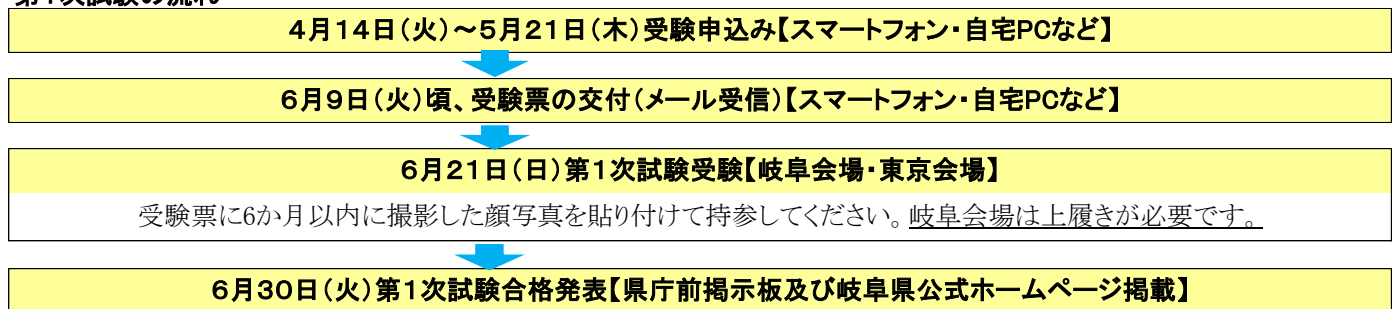 第1次試験の流れ
4月14日(火)～5月21日(木)受験申込み【スマートフォン・自宅PCなど】
6月9日(火)頃、受験票の交付(メール受信)【スマートフォン・自宅PCなど】
6月21日(日)第1次試験受験【岐阜会場・東京会場】
受験票に6か月以内に撮影した顔写真を貼り付けて持参してください。岐阜会場は上履きが必要です。
6月30日(火)第1次試験合格発表【県庁前掲示板及び岐阜県公式ホームページ掲載】